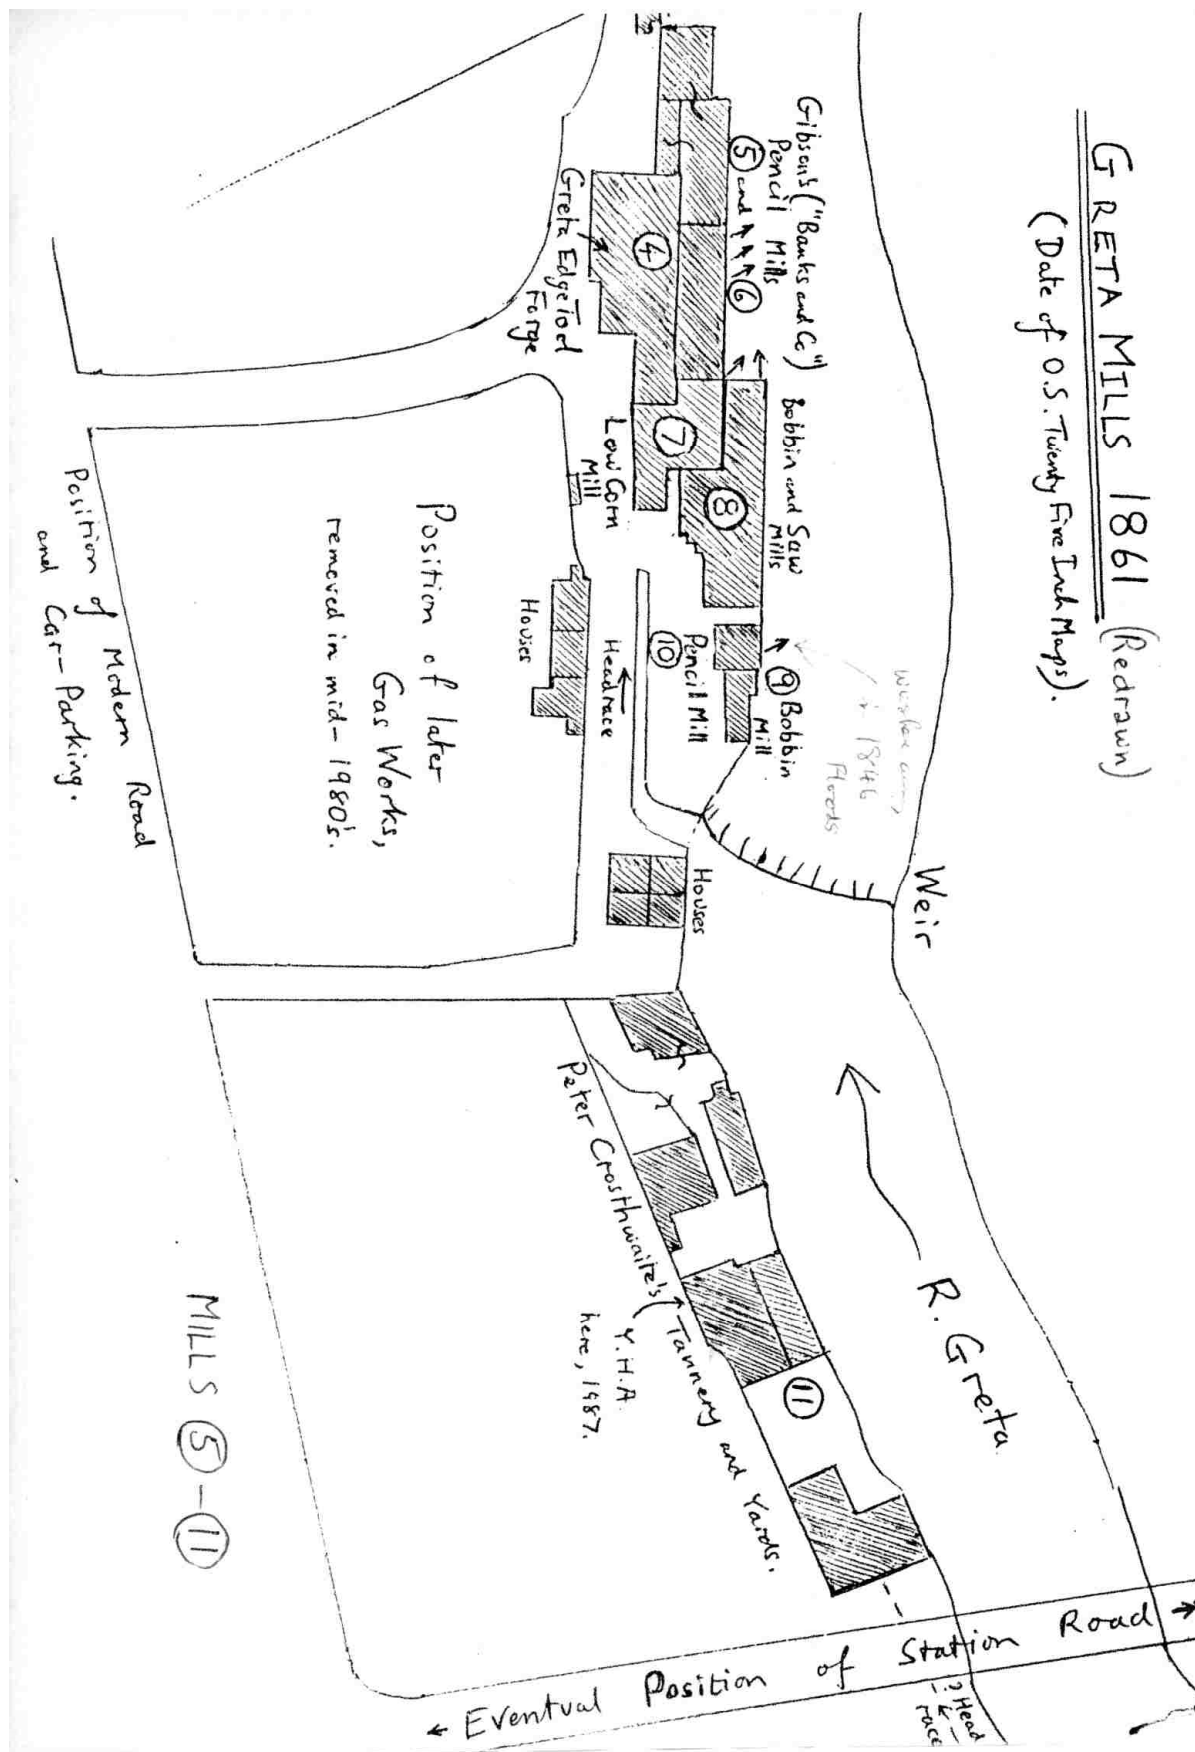 GRETA MILLS 1861 (Redrawn)
(Date of O.S. Twenty Five Inch Maps).
Gibson's ("Banks and Co")
Pencil Mills
5 and 6
4
Greta Edge Tool
Forge
Bobbin and Saw
Mills
7
8
Low Corn
Mill
9 Bobbin
Mill
Pencil Mill
10
in 1846
Floods
Weir
Headrace
Houses
Houses
Position of later
Gas Works,
removed in mid-1980's.
Position of Modern Road
and Car-Parking.
R. Greta
Peter Crosthwaite's Tannery and Yards.
Y.H.A.
here, 1987.
11
MILLS 5-11
Eventual Position of Station Road
? Head
race